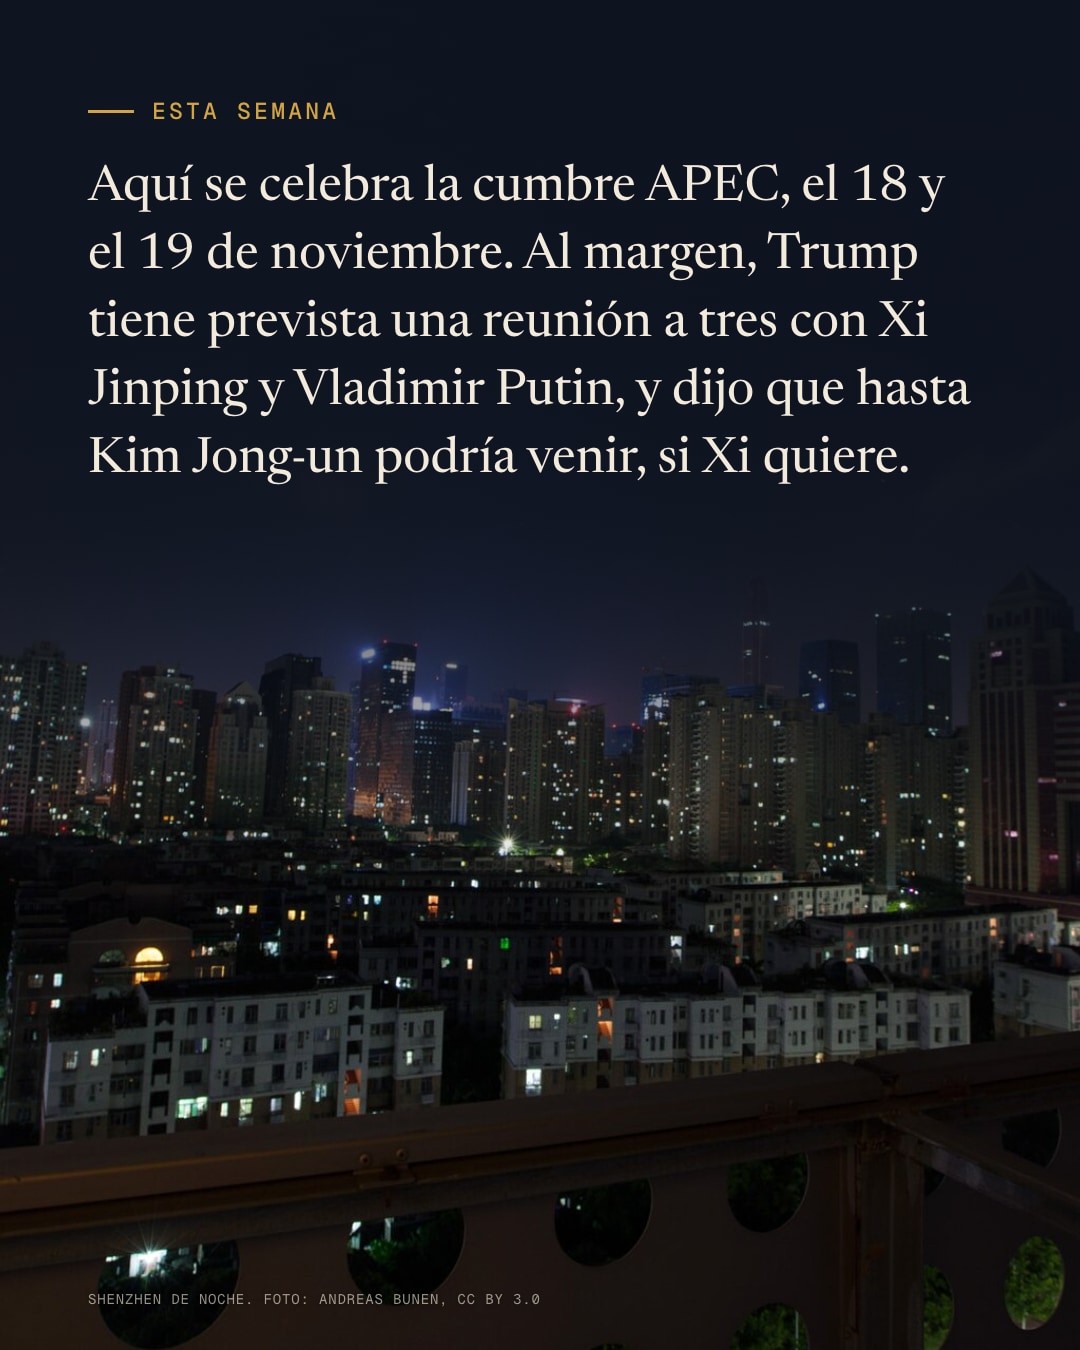 ESTA SEMANA
Aquí se celebra la cumbre APEC, el 18 y
el 19 de noviembre. Al margen, Trump
tiene prevista una reunión a tres con Xi
Jinping y Vladimir Putin, y dijo que hasta
Kim Jong-un podría venir, si Xi quiere.
SHENZHEN DE NOCHE. FOTO: ANDREAS BUNEN, CC BY 3.0